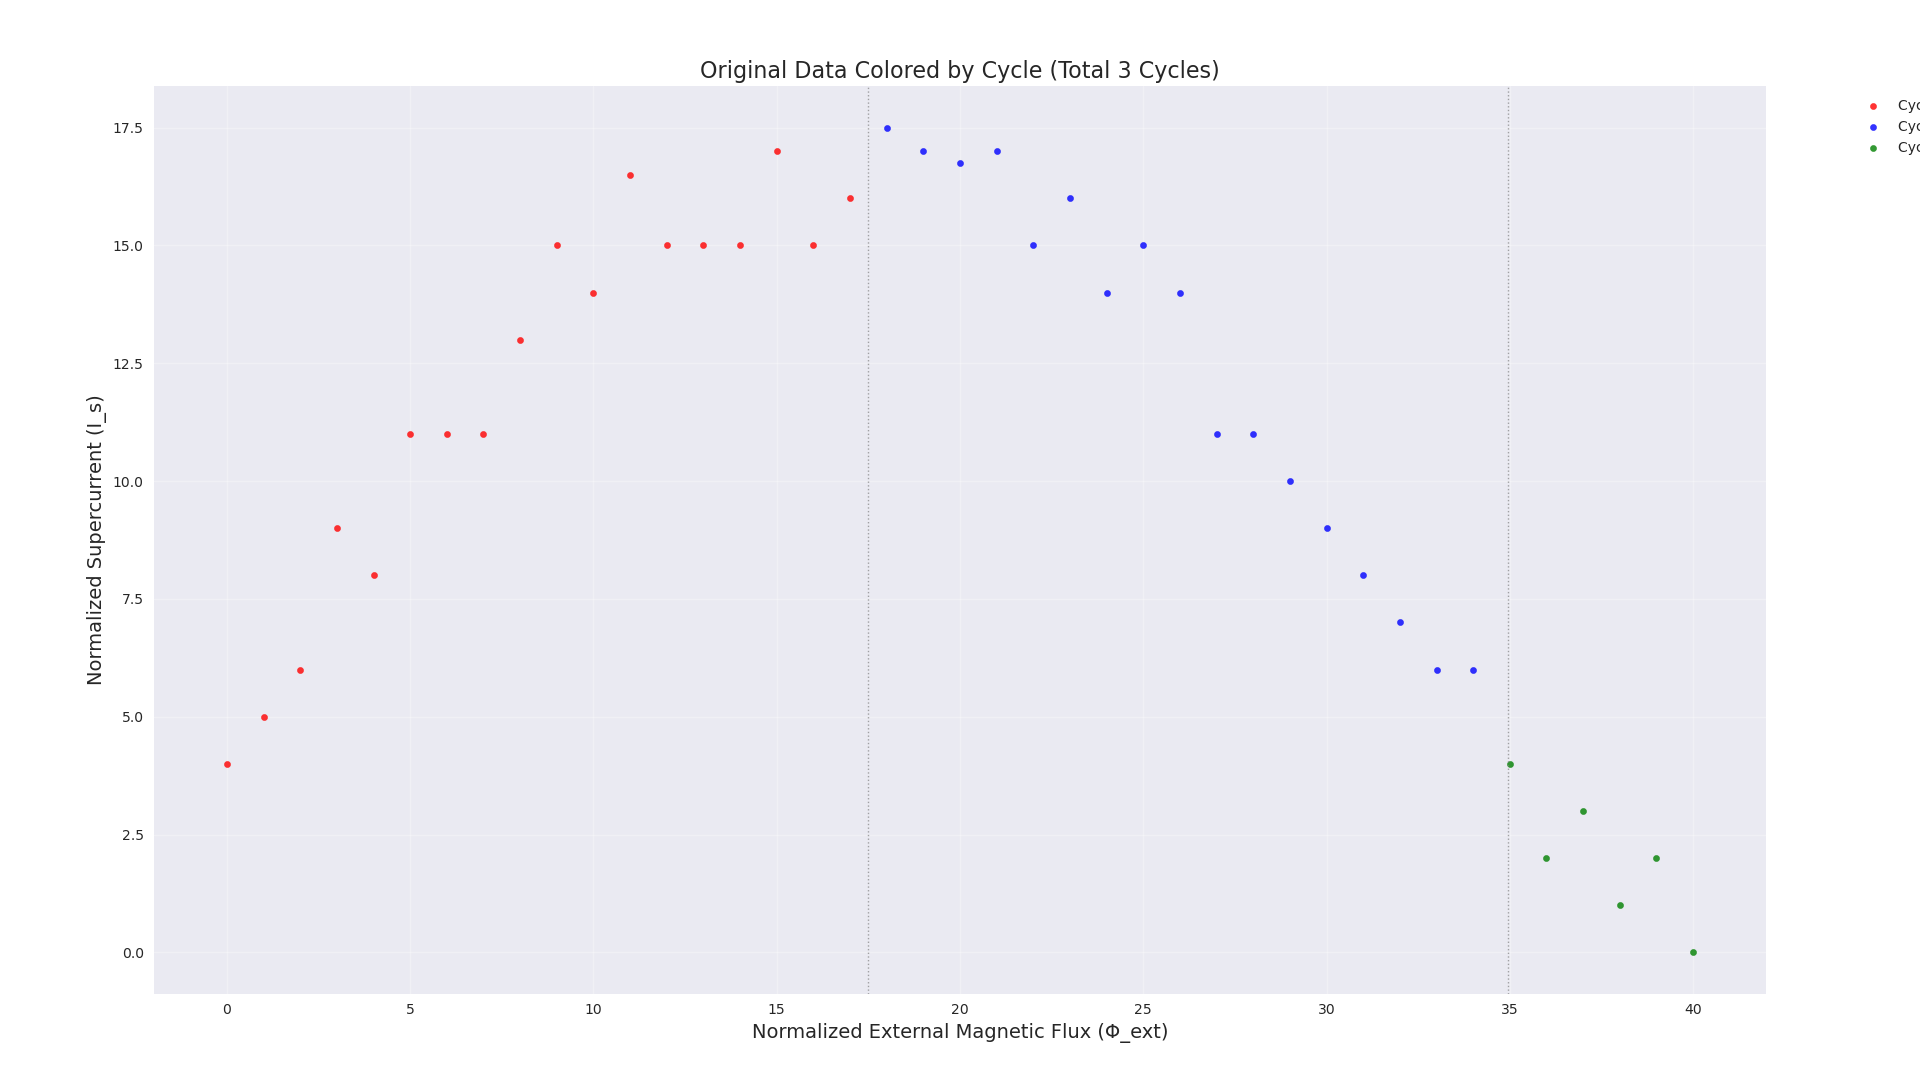 Original Data Colored by Cycle (Total 3 Cycles)
Cyc
Cyc
Cyc
17.5
15.0
12.5
10.0
7.5
5.0
2.5
0.0
Normalized Supercurrent (I_s)
0 5 10 15 20 25 30 35 40
Normalized External Magnetic Flux (Φ_ext)